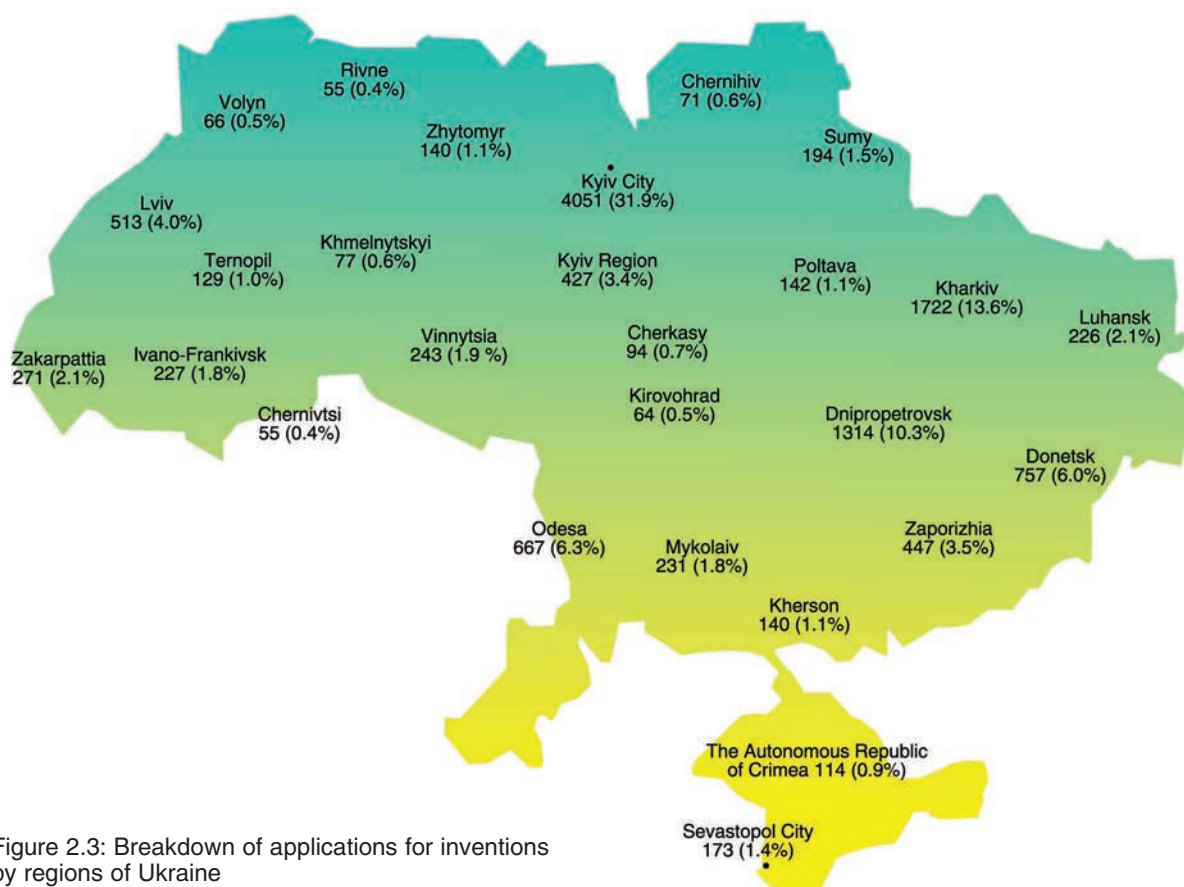 Rivne
55 (0.4%)
Chernihiv
71 (0.6%)
Volyn
66 (0.5%)
Zhytomyr
140 (1.1%)
Sumy
194 (1.5%)
Kyiv City
4051 (31.9%)
Lviv
513 (4.0%)
Khmelnytskyi
77 (0.6%)
Ternopil
129 (1.0%)
Kyiv Region
427 (3.4%)
Poltava
142 (1.1%)
Kharkiv
1722 (13.6%)
Luhansk
226 (2.1%)
Vinnytsia
243 (1.9 %)
Cherkasy
94 (0.7%)
Zakarpattia
271 (2.1%)
Ivano-Frankivsk
227 (1.8%)
Kirovohrad
64 (0.5%)
Chernivtsi
55 (0.4%)
Dnipropetrovsk
1314 (10.3%)
Donetsk
757 (6.0%)
Odesa
667 (6.3%)
Mykolaiv
231 (1.8%)
Zaporizhia
447 (3.5%)
Kherson
140 (1.1%)
The Autonomous Republic
of Crimea 114 (0.9%)
Sevastopol City
173 (1.4%)
Figure 2.3: Breakdown of applications for inventions
by regions of Ukraine